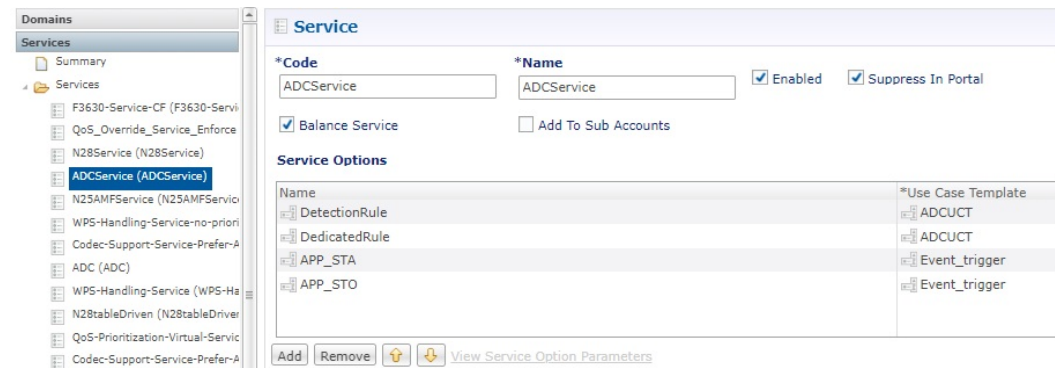 Domains
Services
Summary
Services
F3630-Service-CF (F3630-Servi
QoS_Override_Service_Enforce
N28Service (N28Service)
ADCService (ADCService)
N25AMFService (N25AMFService
WPS-Handling-Service-no-priori
Codec-Support-Service-Prefer-A
ADC (ADC)
WPS-Handling-Service (WPS-Ha
N28tableDriven (N28tableDriven
QoS-Prioritization-Virtual-Servic
Codec-Support-Service-Prefer-A
Service
*Code *Name
ADCService ADCService Enabled Suppress In Portal
Balance Service Add To Sub Accounts
Service Options
Name *Use Case Template
DetectionRule ADCUCT
DedicatedRule ADCUCT
APP_STA Event_trigger
APP_STO Event_trigger
Add Remove View Service Option Parameters